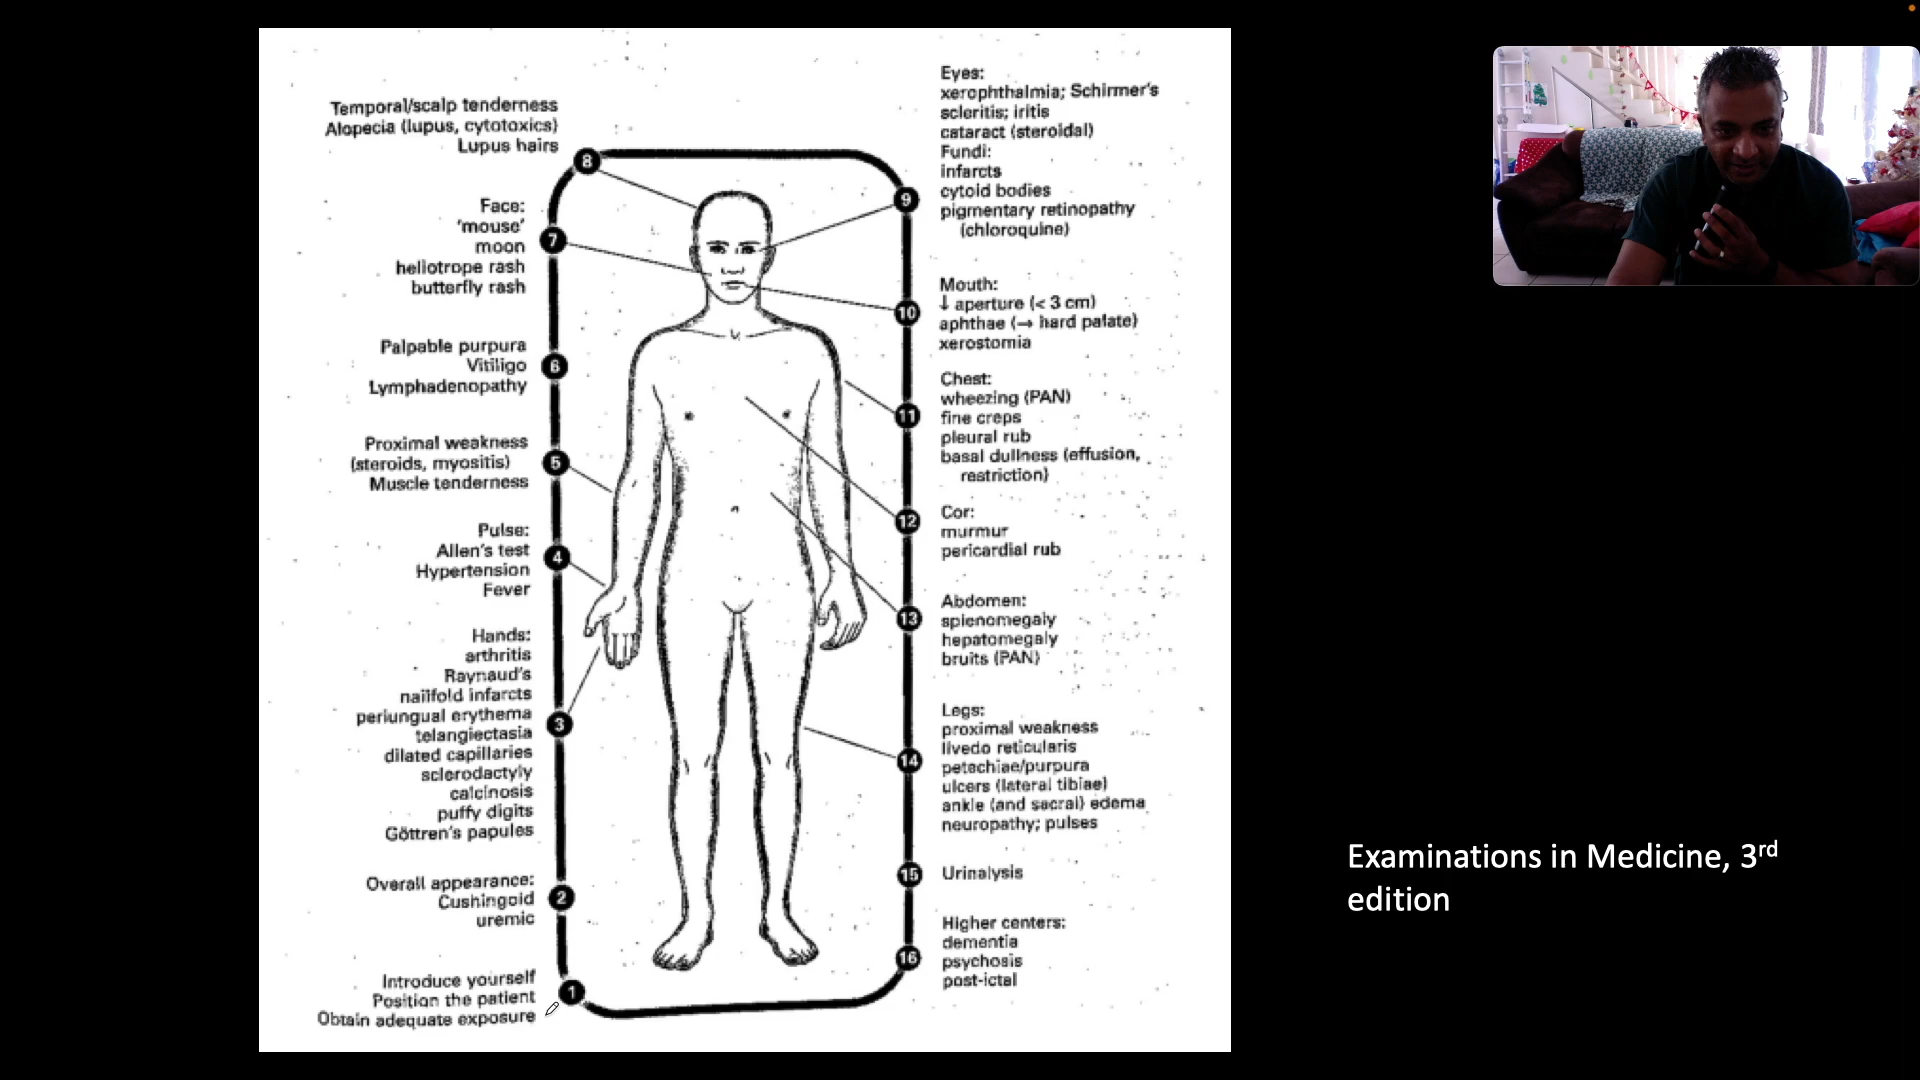 Temporal/scalp tenderness
Alopecia (lupus, cytotoxics)
Lupus hairs
8
Face:
'mouse'
moon
heliotrope rash
butterfly rash
7
Palpable purpura
Vitiligo
Lymphadenopathy
6
Proximal weakness
(steroids, myositis)
Muscle tenderness
5
Pulse:
Allen's test
Hypertension
Fever
4
Hands:
arthritis
Raynaud's
nailfold infarcts
periungual erythema
telangiectasia
dilated capillaries
sclerodactyly
calcinosis
puffy digits
Göttren's papules
3
Overall appearance:
Cushingoid
uremic
2
Introduce yourself
Position the patient
Obtain adequate exposure
1
Eyes:
xerophthalmia; Schirmer's
scleritis; iritis
cataract (steroidal)
Fundi:
infarcts
cytoid bodies
pigmentary retinopathy
(chloroquine)
9
Mouth:
↓ aperture (< 3 cm)
aphthae (→ hard palate)
xerostomia
10
Chest:
wheezing (PAN)
fine creps
pleural rub
basal dullness (effusion,
restriction)
11
Cor:
murmur
pericardial rub
12
Abdomen:
splenomegaly
hepatomegaly
bruits (PAN)
13
Legs:
proximal weakness
livedo reticularis
petechiae/purpura
ulcers (lateral tibiae)
ankle (and sacral) edema
neuropathy; pulses
14
Urinalysis
15
Higher centers:
dementia
psychosis
post-ictal
16
Examinations in Medicine, 3rd
edition